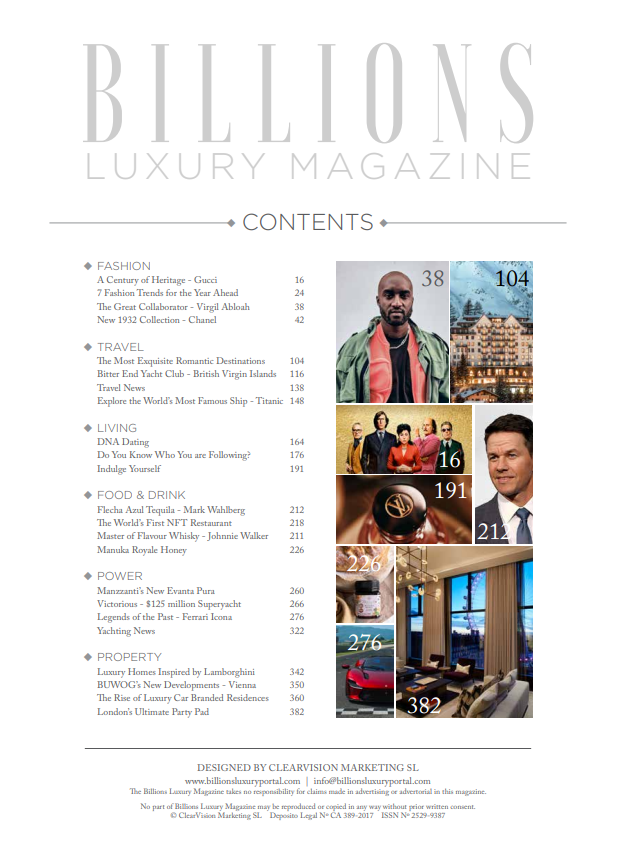 BILLIONS
LUXURY MAGAZINE
CONTENTS
FASHION
A Century of Heritage - Gucci 16
7 Fashion Trends for the Year Ahead 24
The Great Collaborator - Virgil Abloah 38
New 1932 Collection - Chanel 42
TRAVEL
The Most Exquisite Romantic Destinations 104
Bitter End Yacht Club - British Virgin Islands 116
Travel News 138
Explore the World's Most Famous Ship - Titanic 148
LIVING
DNA Dating 164
Do You Know Who You are Following? 176
Indulge Yourself 191
FOOD & DRINK
Flecha Azul Tequila - Mark Wahlberg 212
The World's First NFT Restaurant 218
Master of Flavour Whisky - Johnnie Walker 211
Manuka Royale Honey 226
POWER
Manzzanti's New Evanta Pura 260
Victorious - $125 million Superyacht 266
Legends of the Past - Ferrari Icona 276
Yachting News 322
PROPERTY
Luxury Homes Inspired by Lamborghini 342
BUWOG's New Developments - Vienna 350
The Rise of Luxury Car Branded Residences 360
London's Ultimate Party Pad 382
38
104
16
191
212
226
276
382
DESIGNED BY CLEARVISION MARKETING SL
www.billionsluxuryportal.com | info@billionsluxuryportal.com
The Billions Luxury Magazine takes no responsibility for claims made in advertising or advertorial in this magazine.
No part of Billions Luxury Magazine may be reproduced or copied in any way without prior written consent.
© ClearVision Marketing SL Deposito Legal Nº CA 389-2017 ISSN Nº 2529-9387